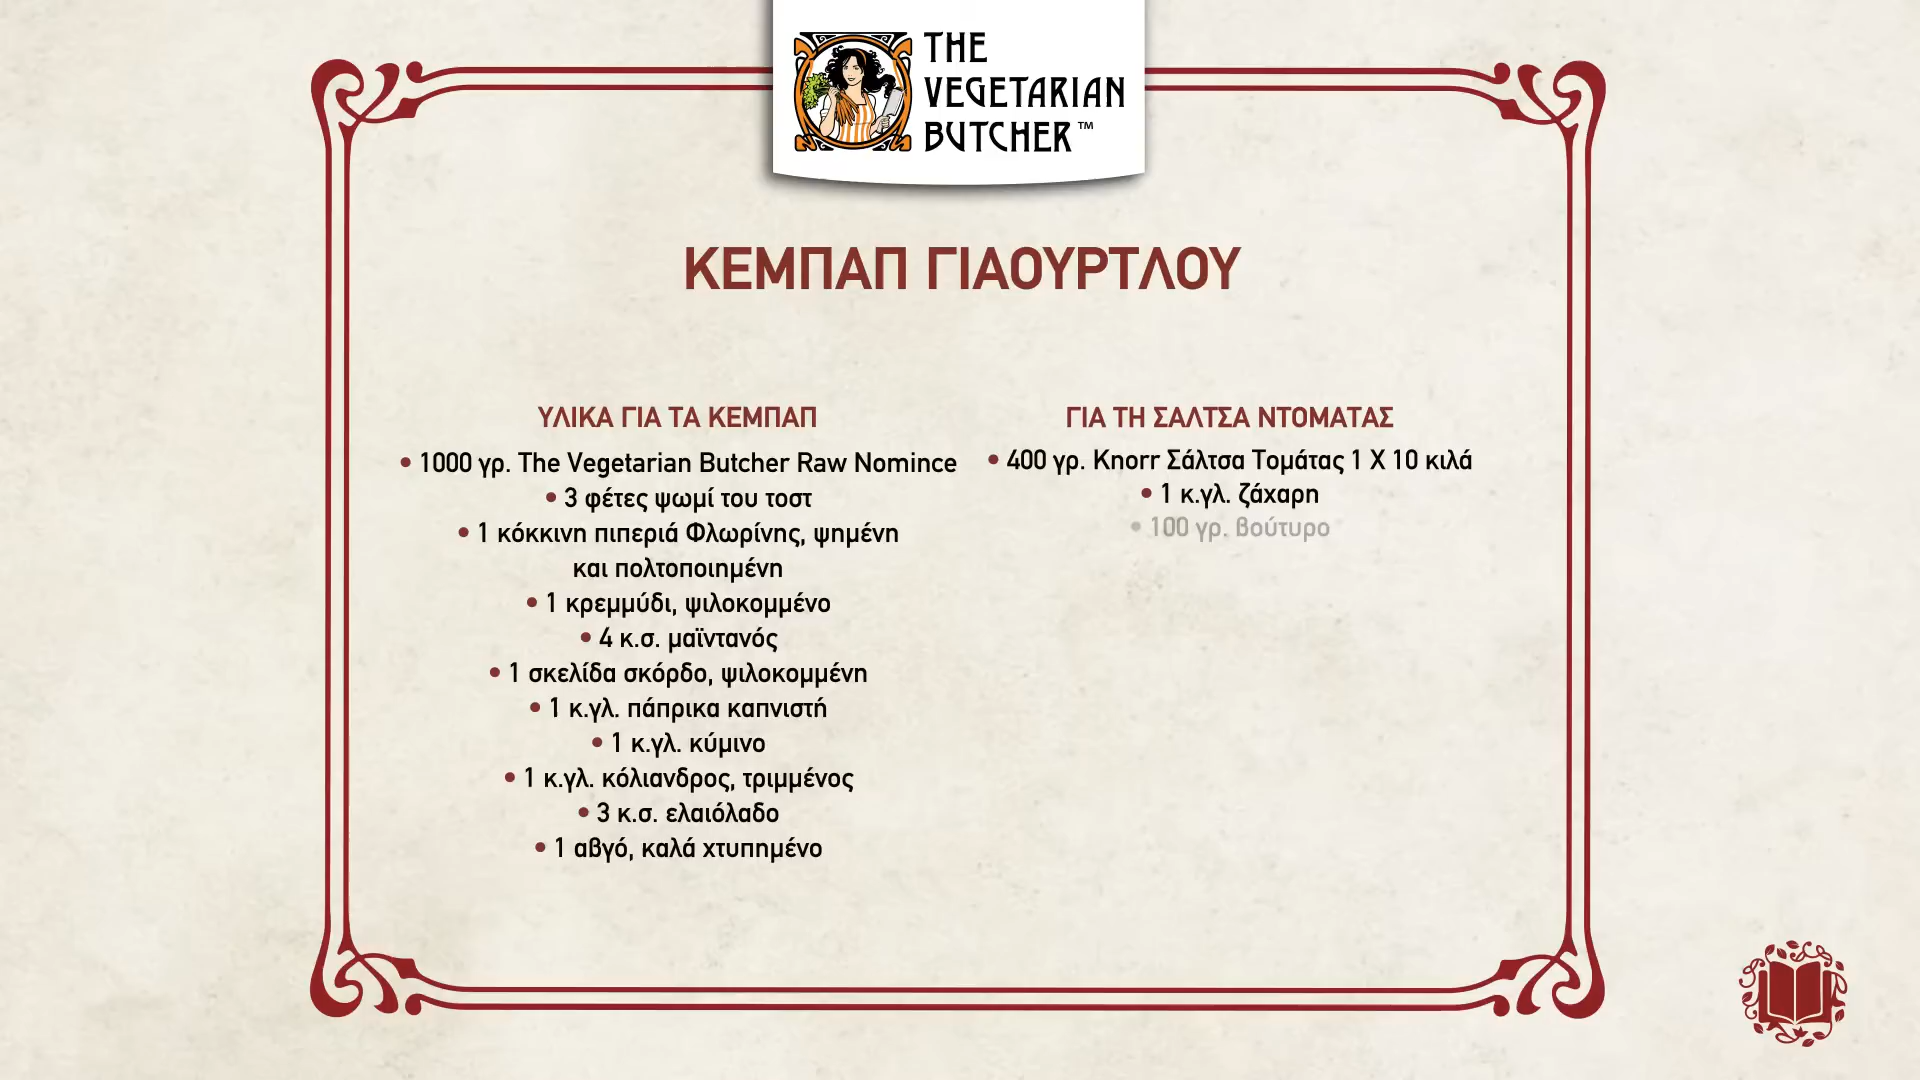 THE
VEGETARIAN
BUTCHER™
ΚΕΜΠΑΠ ΓΙΑΟΥΡΤΛΟΥ
ΥΛΙΚΑ ΓΙΑ ΤΑ ΚΕΜΠΑΠ
• 1000 γρ. The Vegetarian Butcher Raw Nomince
• 3 φέτες ψωμί του τοστ
• 1 κόκκινη πιπεριά Φλωρίνης, ψημένη
και πολτοποιημένη
• 1 κρεμμύδι, ψιλοκομμένο
• 4 κ.σ. μαϊντανός
• 1 σκελίδα σκόρδο, ψιλοκομμένη
• 1 κ.γλ. πάπρικα καπνιστή
• 1 κ.γλ. κύμινο
• 1 κ.γλ. κόλιανδρος, τριμμένος
• 3 κ.σ. ελαιόλαδο
• 1 αβγό, καλά χτυπημένο
ΓΙΑ ΤΗ ΣΑΛΤΣΑ ΝΤΟΜΑΤΑΣ
• 400 γρ. Knorr Σάλτσα Τομάτας 1 Χ 10 κιλά
• 1 κ.γλ. ζάχαρη
• 100 γρ. βούτυρο